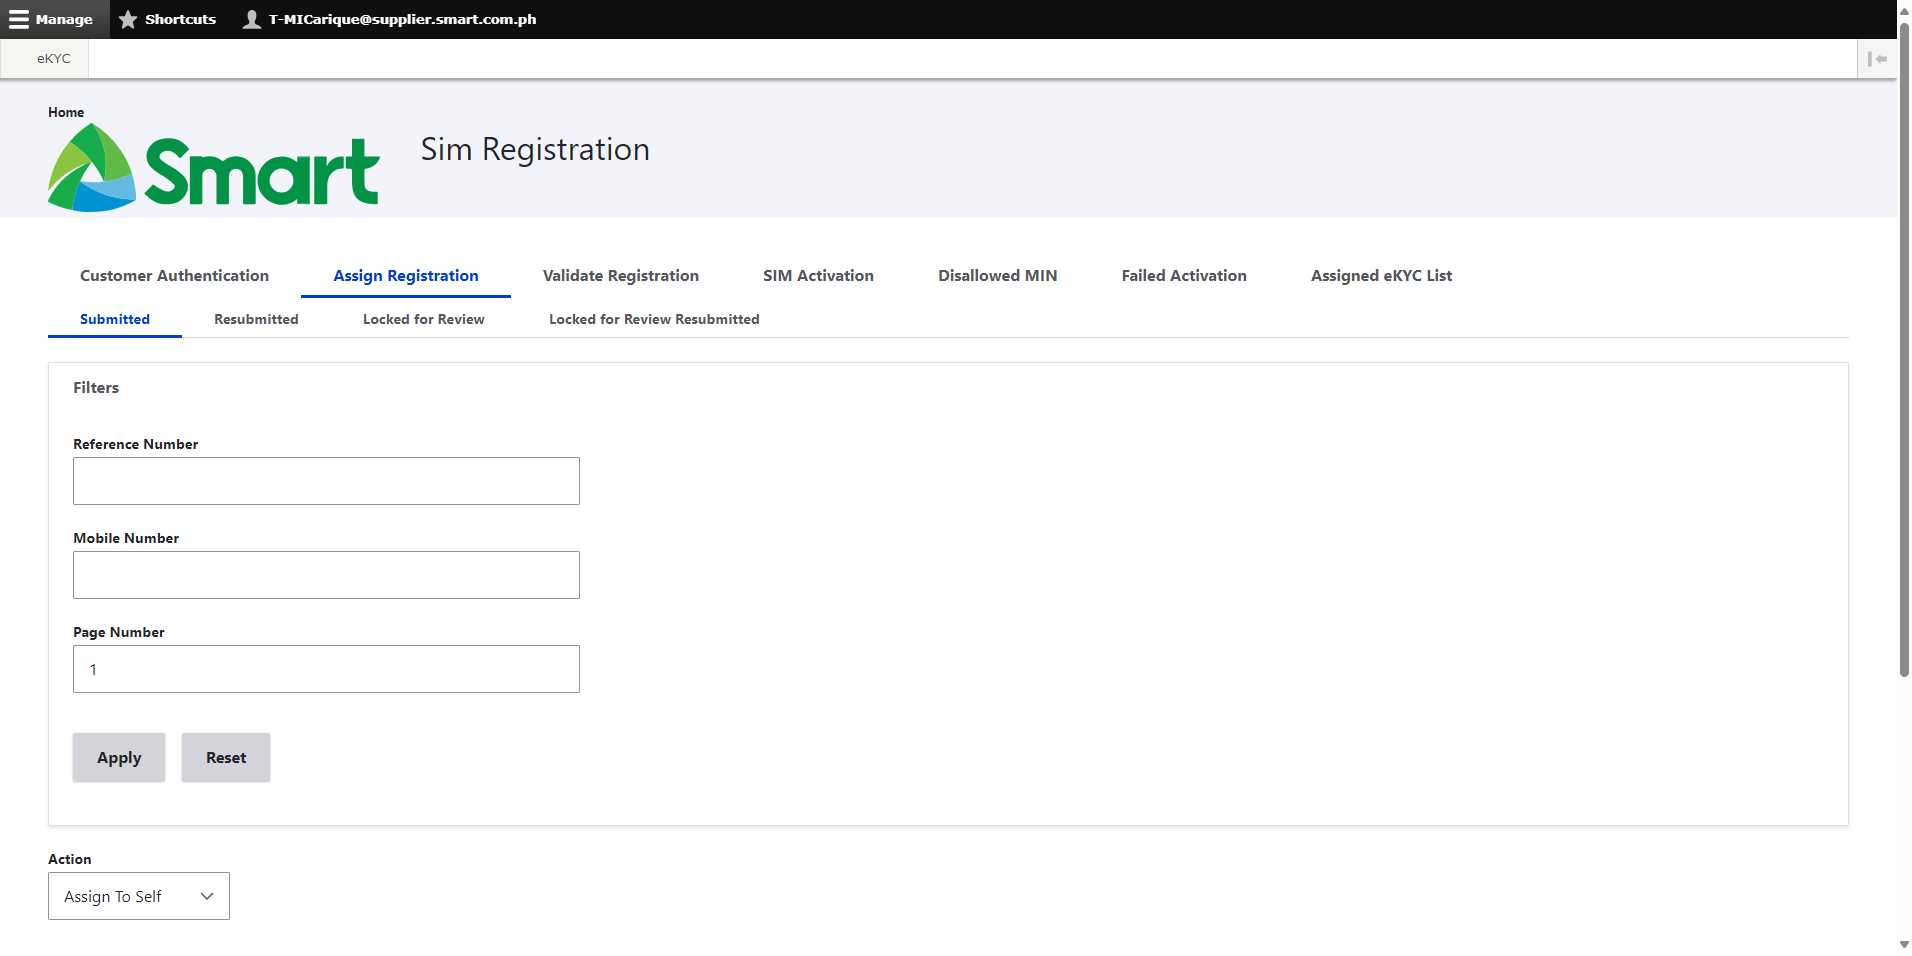 Manage Shortcuts T-MICarique@supplier.smart.com.ph
eKYC
Home
Smart
Sim Registration
Customer Authentication Assign Registration Validate Registration SIM Activation Disallowed MIN Failed Activation Assigned eKYC List
Submitted Resubmitted Locked for Review Locked for Review Resubmitted
Filters
Reference Number
Mobile Number
Page Number
1
Apply Reset
Action
Assign To Self